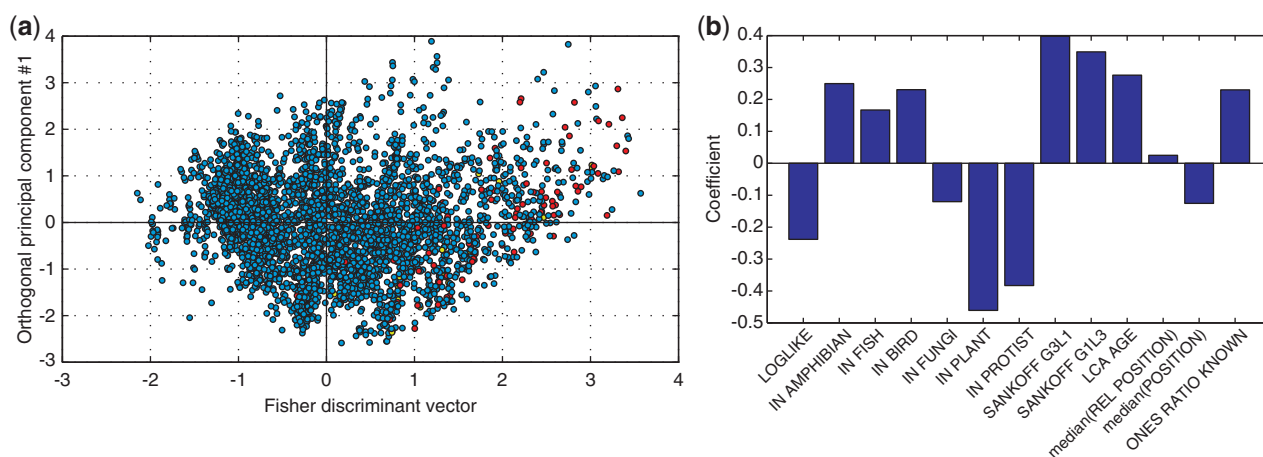 (a)
4
3
2
1
0
-1
-2
-3
Orthogonal principal component #1
-3 -2 -1 0 1 2 3 4
Fisher discriminant vector
(b)
0.4
0.3
0.2
0.1
0
-0.1
-0.2
-0.3
-0.4
-0.5
Coefficient
LOGLIKE
IN AMPHIBIAN
IN FISH
IN BIRD
IN FUNGI
IN PLANT
IN PROTIST
SANKOFF G3L1
SANKOFF G1L3
LCA AGE
median(REL POSITION)
median(POSITION)
ONES RATIO KNOWN